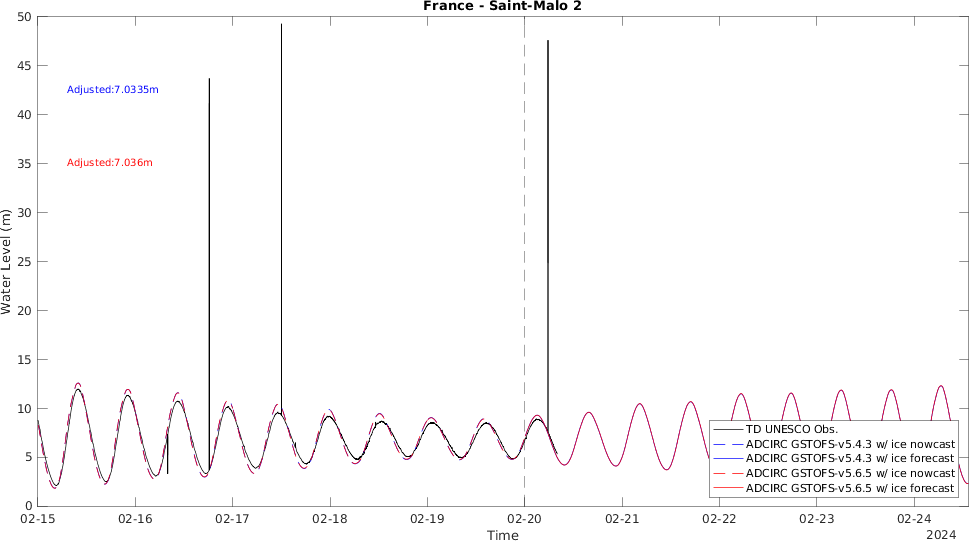 France - Saint-Malo 2
50
45
40
35
30
25
20
15
10
5
0
Water Level (m)
Adjusted:7.0335m
Adjusted:7.036m
TD UNESCO Obs.
ADCIRC GSTOFS-v5.4.3 w/ ice nowcast
ADCIRC GSTOFS-v5.4.3 w/ ice forecast
ADCIRC GSTOFS-v5.6.5 w/ ice nowcast
ADCIRC GSTOFS-v5.6.5 w/ ice forecast
02-15 02-16 02-17 02-18 02-19 02-20 02-21 02-22 02-23 02-24
Time
2024